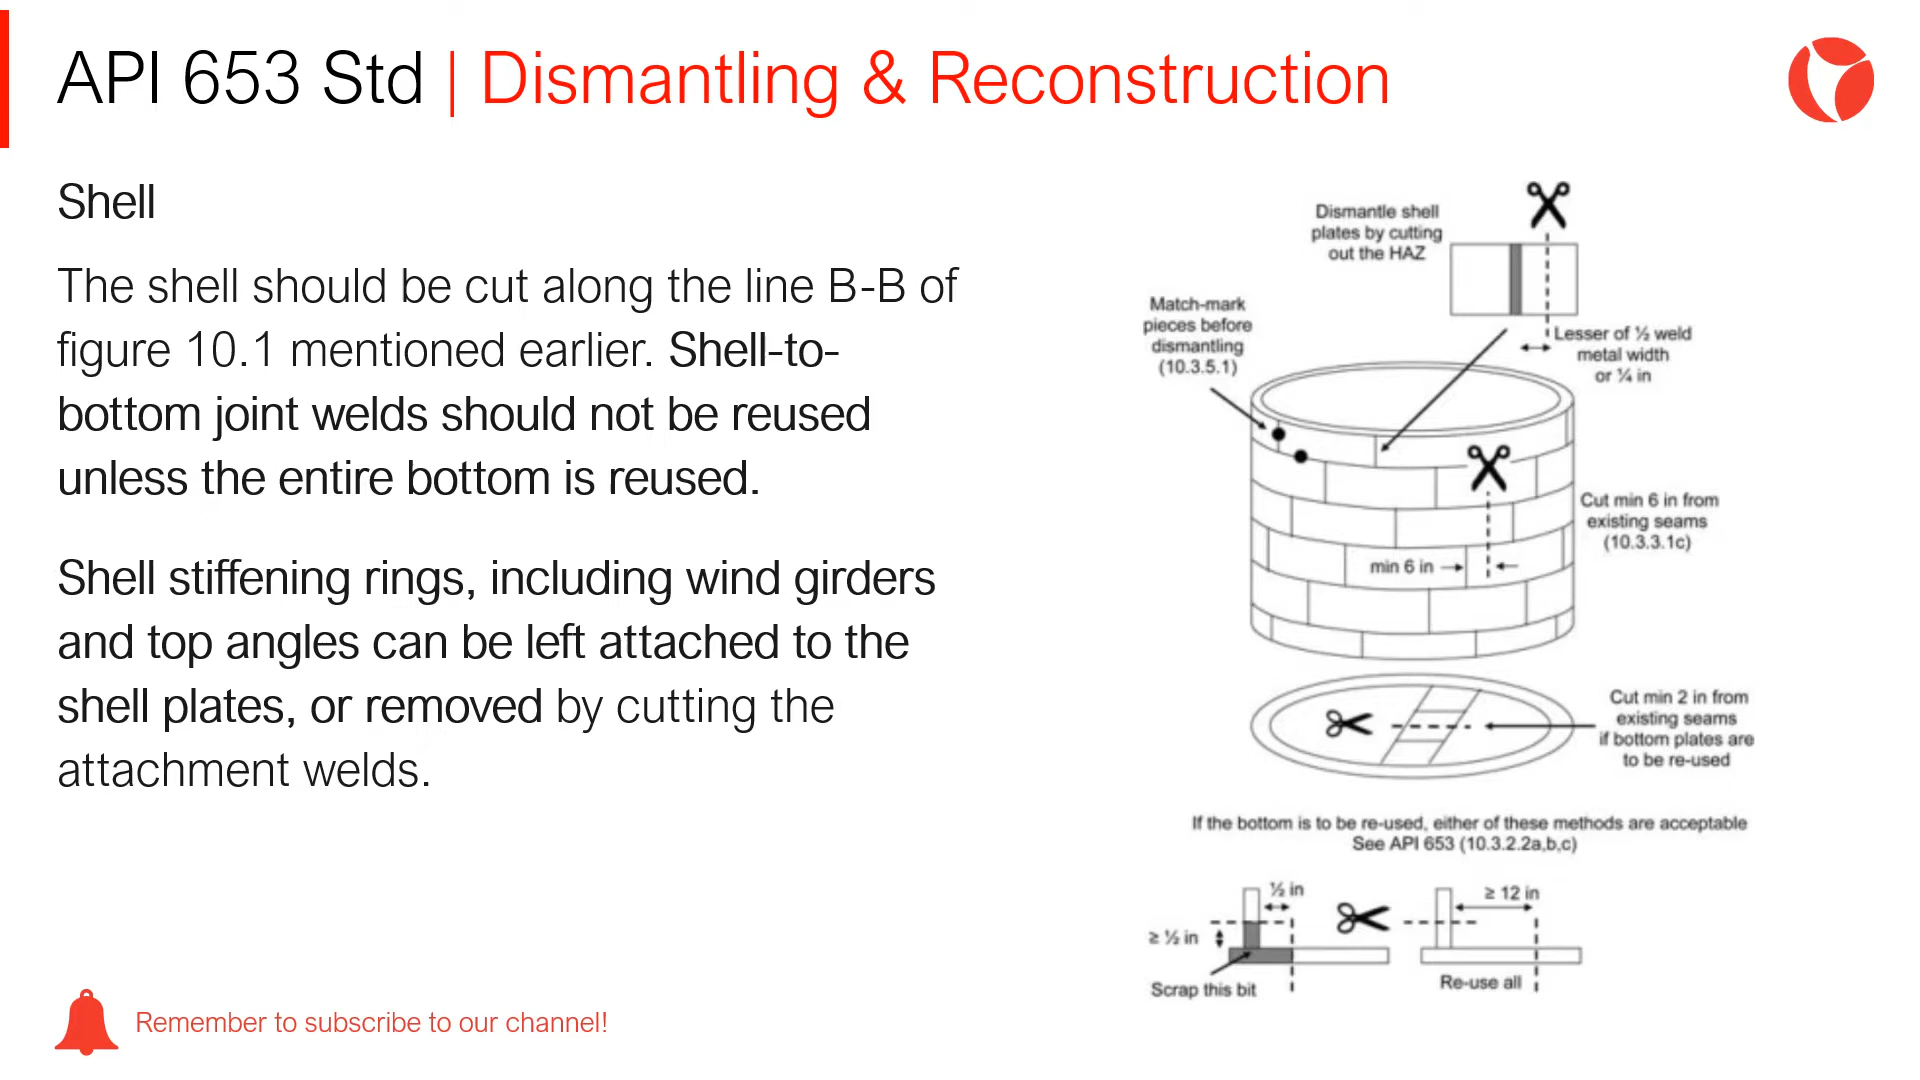 API 653 Std | Dismantling & Reconstruction
Shell
The shell should be cut along the line B-B of
figure 10.1 mentioned earlier. Shell-to-
bottom joint welds should not be reused
unless the entire bottom is reused.
Shell stiffening rings, including wind girders
and top angles can be left attached to the
shell plates, or removed by cutting the
attachment welds.
Remember to subscribe to our channel!
Dismantle shell
plates by cutting
out the HAZ
Match-mark
pieces before
dismantling
(10.3.5.1)
Lesser of ½ weld
metal width
or ¼ in
Cut min 6 in from
existing seams
(10.3.3.1c)
min 6 in
Cut min 2 in from
existing seams
if bottom plates are
to be re-used
If the bottom is to be re-used, either of these methods are acceptable
See API 653 (10.3.2.2a,b,c)
½ in
≥ ½ in
Scrap this bit
≥ 12 in
Re-use all